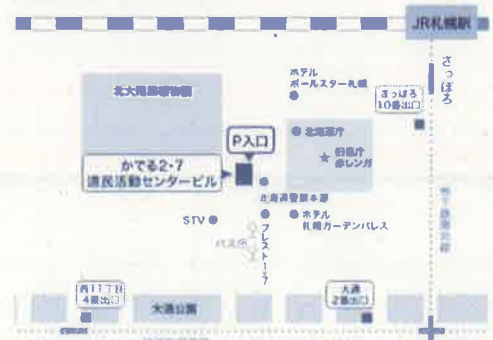 JR札幌駅
さっぽろ
ホテル
ポールスター札幌
さっぽろ
10番出口
北大植物園
P入口
北海道庁
旧道庁
赤レンガ
かでる2・7
道民活動センタービル
北海道警察本部
STV
ホテル
札幌ガーデンパレス
プレスト1・7
バス停
地下鉄南北線
西11丁目
4番出口
大通公園
大通
2番出口